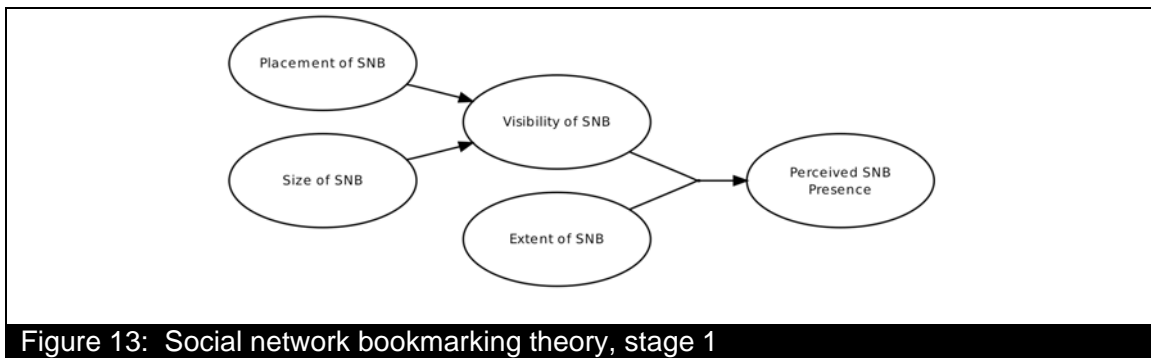 Placement of SNB
Visibility of SNB
Size of SNB
Perceived SNB
Presence
Extent of SNB
Figure 13: Social network bookmarking theory, stage 1